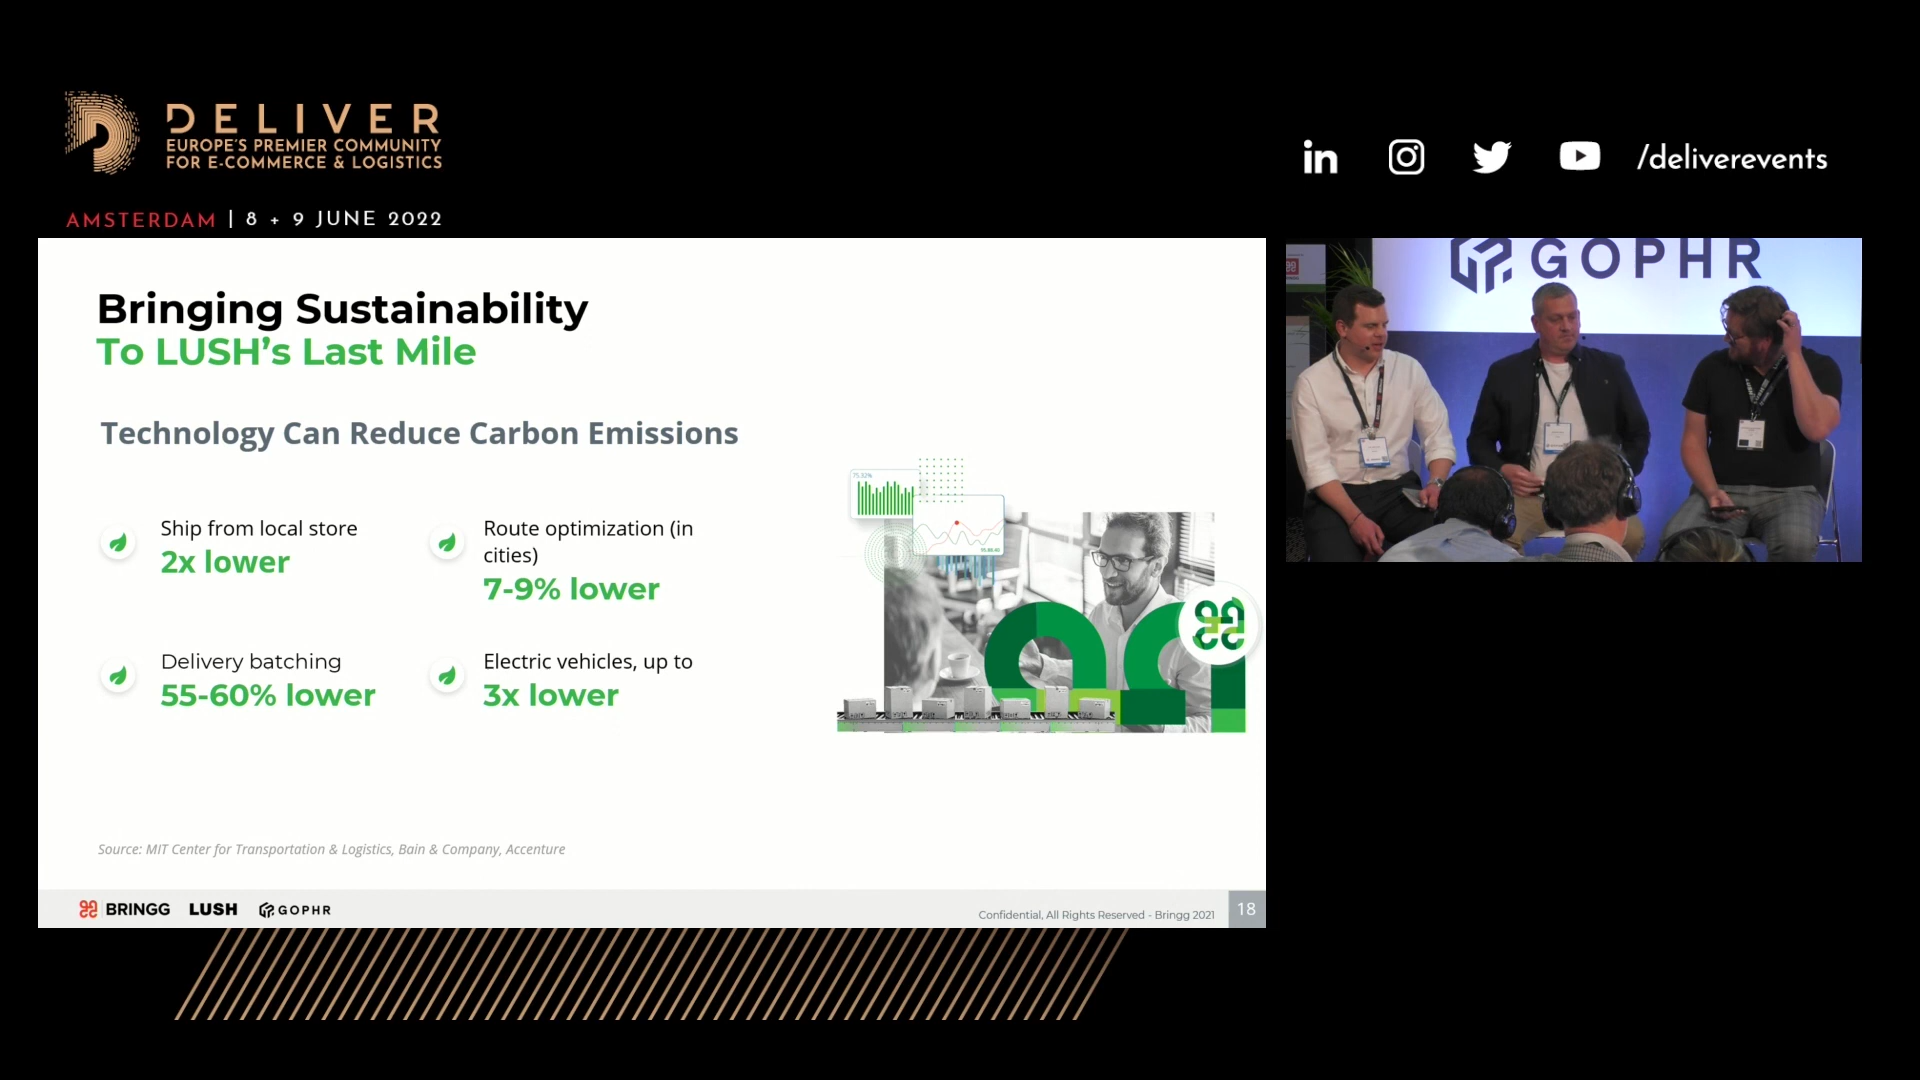 DELIVER
EUROPE'S PREMIER COMMUNITY
FOR E-COMMERCE & LOGISTICS
AMSTERDAM | 8 + 9 JUNE 2022
in
/deliverevents
Bringing Sustainability
To LUSH’s Last Mile
Technology Can Reduce Carbon Emissions
Ship from local store
2x lower
Route optimization (in
cities)
7-9% lower
Delivery batching
55-60% lower
Electric vehicles, up to
3x lower
75.32%
Source: MIT Center for Transportation & Logistics, Bain & Company, Accenture
BRINGG LUSH GOPHR
Confidential, All Rights Reserved - Bringg 2021
18
GOPHR